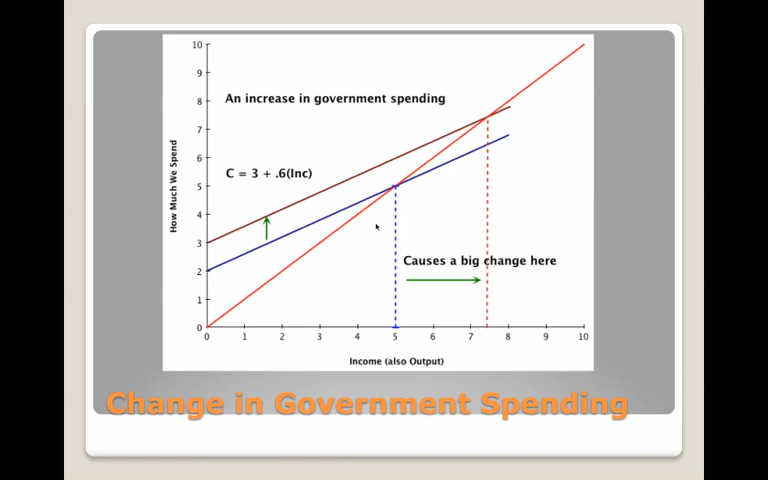 10
9
An increase in government spending
8
7
6
C = 3 + .6(Inc)
5
How Much We Spend
4
3
Causes a big change here
2
1
0
0 1 2 3 4 5 6 7 8 9 10
Income (also Output)
Change in Government Spending